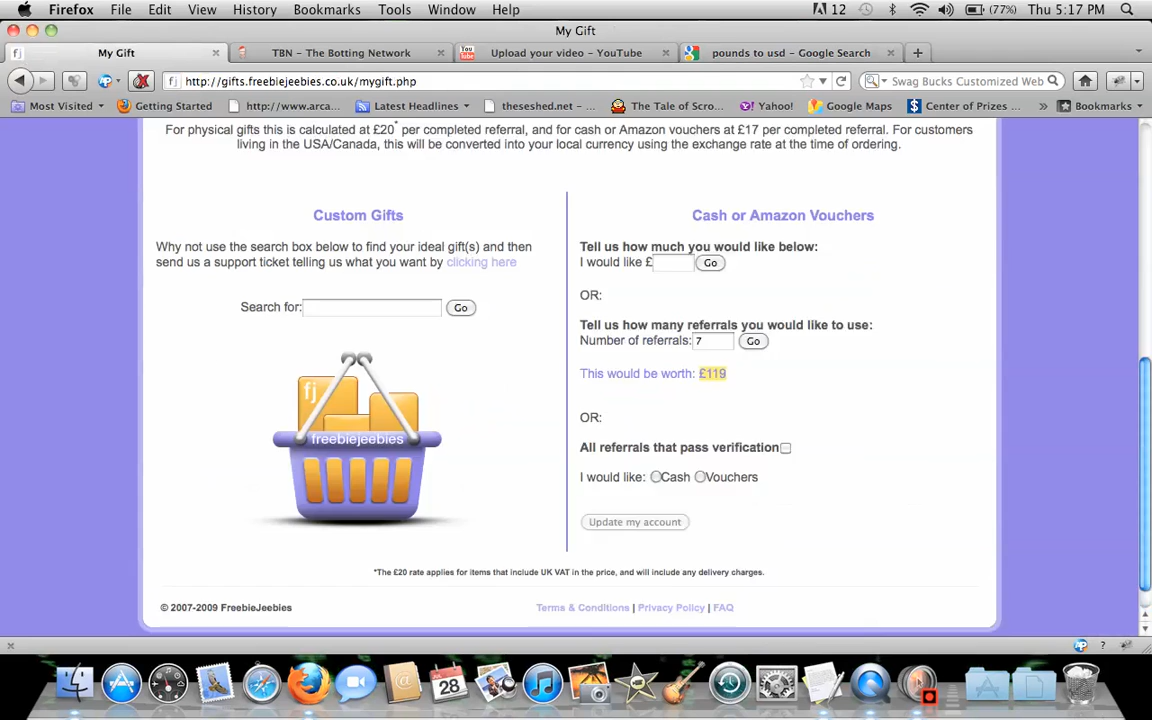 Firefox File Edit View History Bookmarks Tools Window Help 12 (77%) Thu 5:17 PM
My Gift
My Gift TBN – The Botting Network Upload your video – YouTube pounds to usd – Google Search
http://gifts.freebiejeebies.co.uk/mygift.php Swag Bucks Customized Web
Most Visited Getting Started http://www.arca... Latest Headlines theseshed.net – ... The Tale of Scro... Yahoo! Google Maps Center of Prizes ... » Bookmarks
For physical gifts this is calculated at £20* per completed referral, and for cash or Amazon vouchers at £17 per completed referral. For customers
living in the USA/Canada, this will be converted into your local currency using the exchange rate at the time of ordering.
Custom Gifts
Why not use the search box below to find your ideal gift(s) and then
send us a support ticket telling us what you want by clicking here
Search for: Go
fj
freebiejeebies
Cash or Amazon Vouchers
Tell us how much you would like below:
I would like £ Go
OR:
Tell us how many referrals you would like to use:
Number of referrals: 7 Go
This would be worth: £119
OR:
All referrals that pass verification
I would like: Cash Vouchers
Update my account
*The £20 rate applies for items that include UK VAT in the price, and will include any delivery charges.
© 2007-2009 FreebieJeebies Terms & Conditions | Privacy Policy | FAQ
28